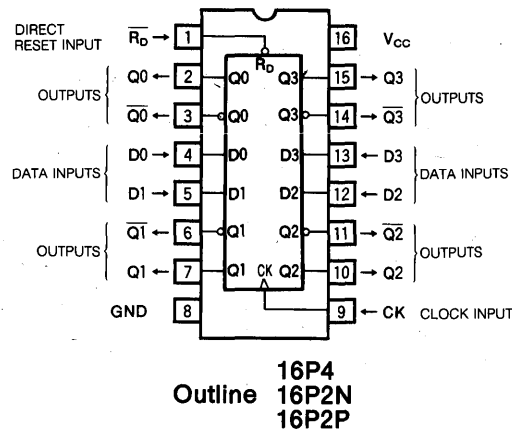 DIRECT
RESET INPUT
R̅D̅ → 1
16 VCC
RD
OUTPUTS
Q0 ← 2 Q0
Q̅0̅ ← 3 Q0
Q3 15 → Q3
Q3 14 → Q̅3̅
OUTPUTS
DATA INPUTS
D0 → 4 D0
D1 → 5 D1
D3 13 ← D3
D2 12 ← D2
DATA INPUTS
OUTPUTS
Q̅1̅ ← 6 Q1
Q1 ← 7 Q1
Q2 11 → Q̅2̅
CK Q2 10 → Q2
OUTPUTS
GND 8
9 ← CK CLOCK INPUT
16P4
Outline 16P2N
16P2P